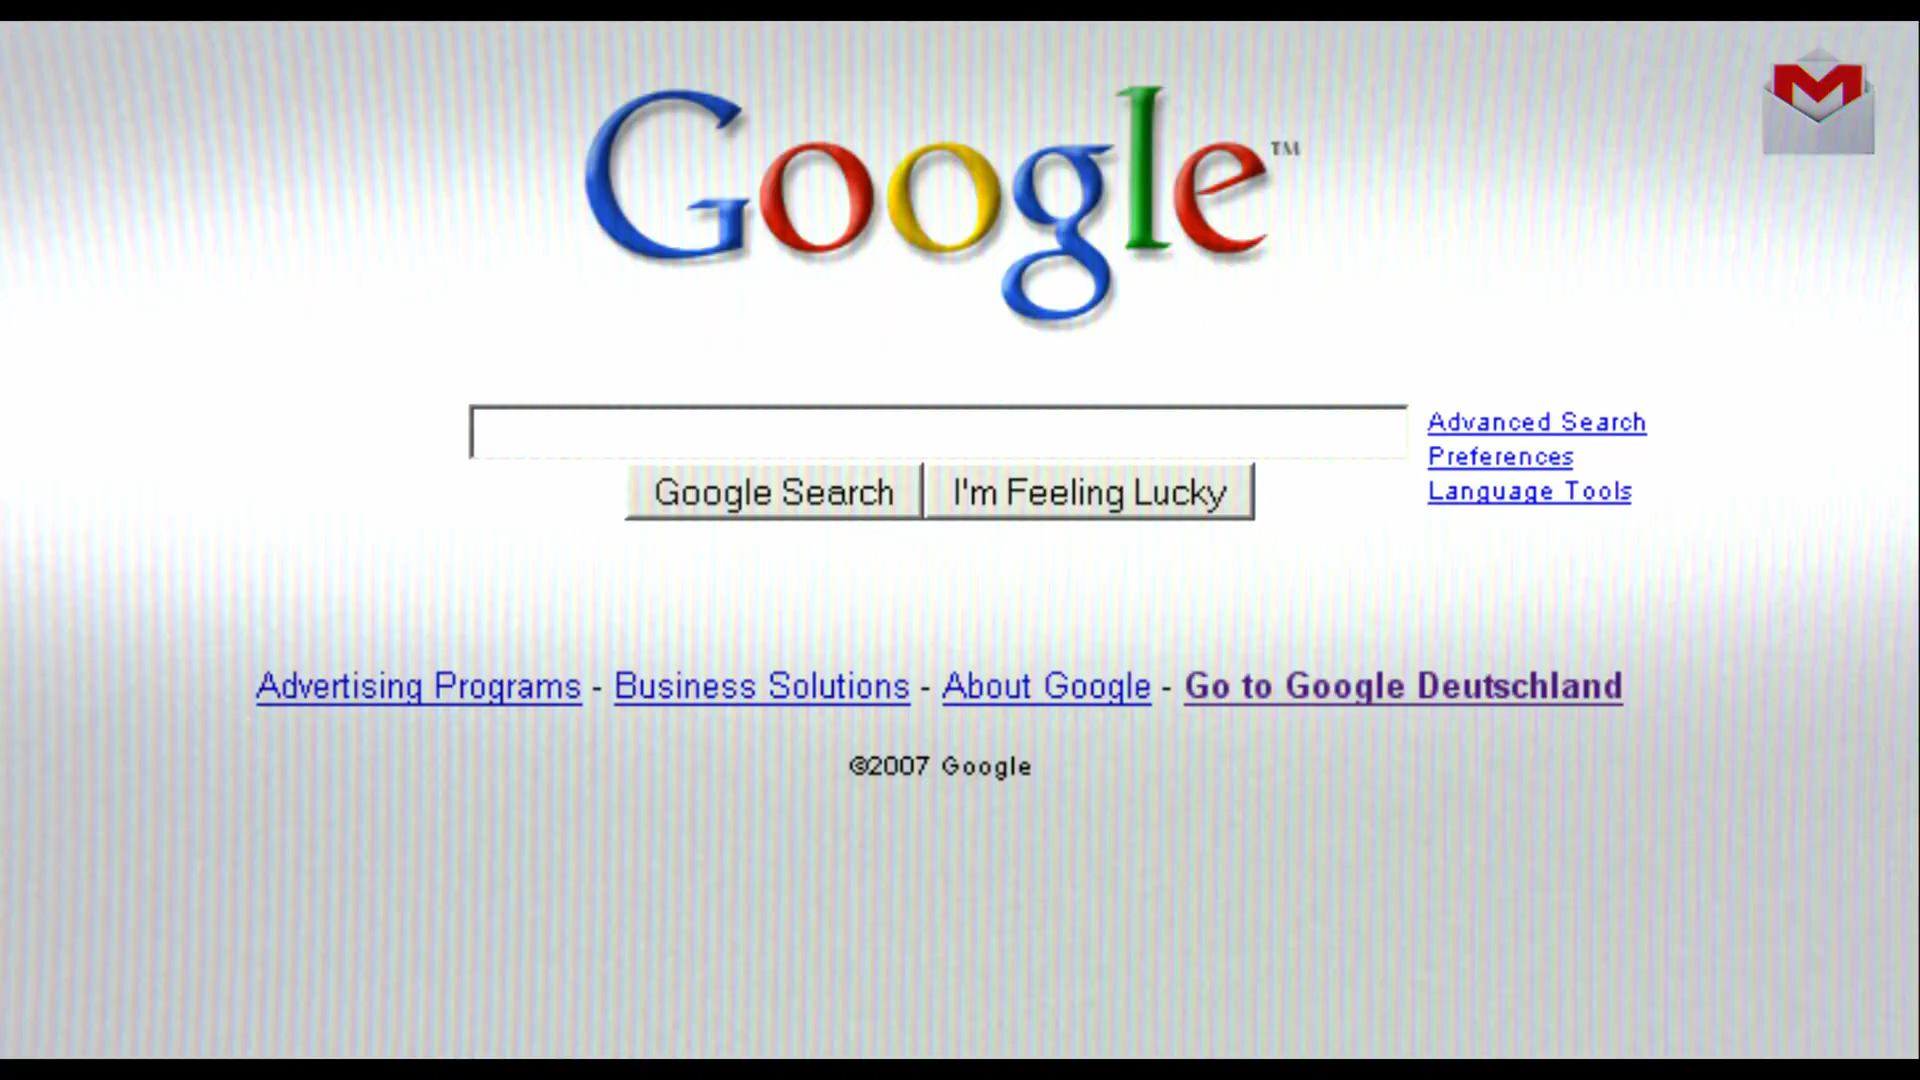 Google™
Advanced Search
Preferences
Language Tools
Google Search I'm Feeling Lucky
Advertising Programs - Business Solutions - About Google - Go to Google Deutschland
©2007 Google